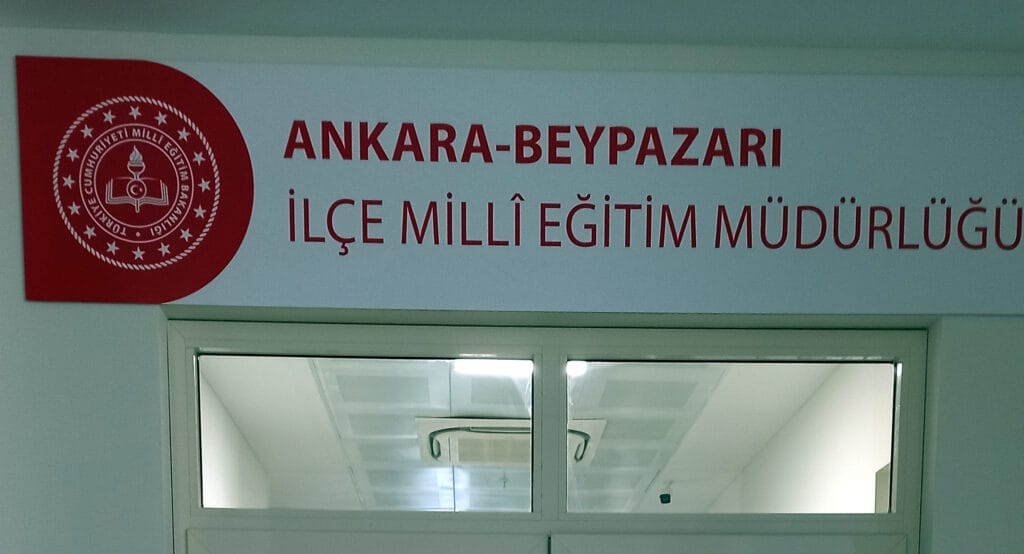 TÜRKİYE CUMHURİYETİ MİLLÎ EĞİTİM BAKANLIĞI
ANKARA-BEYPAZARI
İLÇE MİLLÎ EĞİTİM MÜDÜRLÜĞÜ